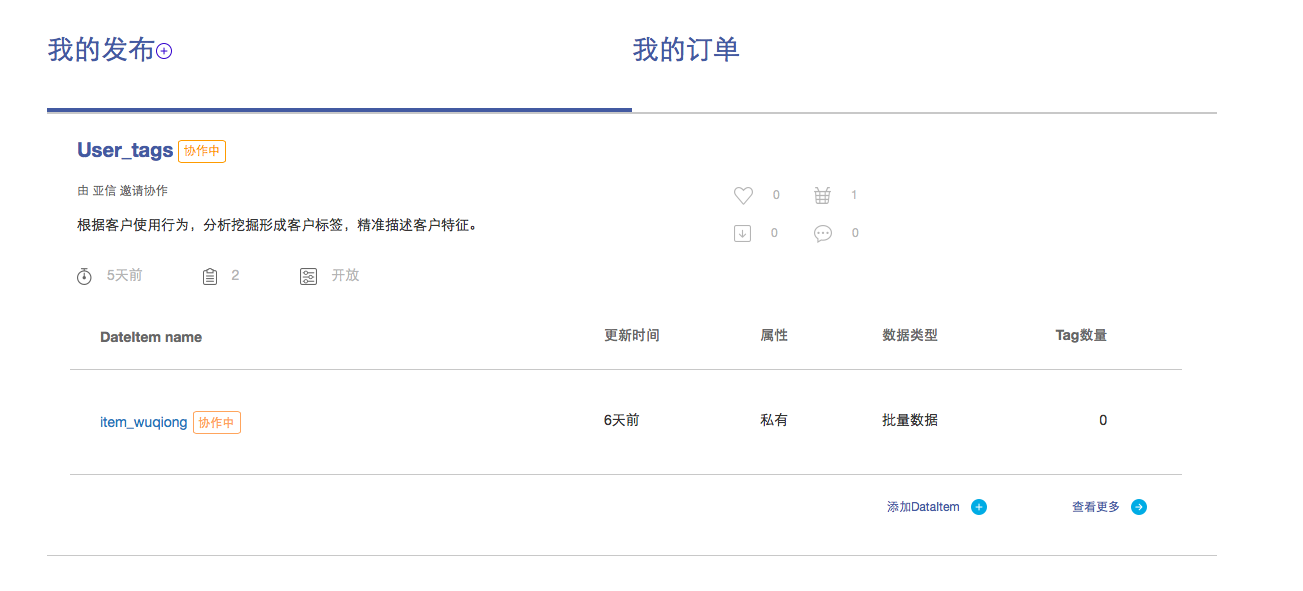 我的发布 我的订单
User_tags 协作中
由 亚信 邀请协作
根据客户使用行为，分析挖掘形成客户标签，精准描述客户特征。
0 1
0 0
5天前 2 开放
DateItem name 更新时间 属性 数据类型 Tag数量
item_wuqiong 协作中 6天前 私有 批量数据 0
添加DataItem 查看更多